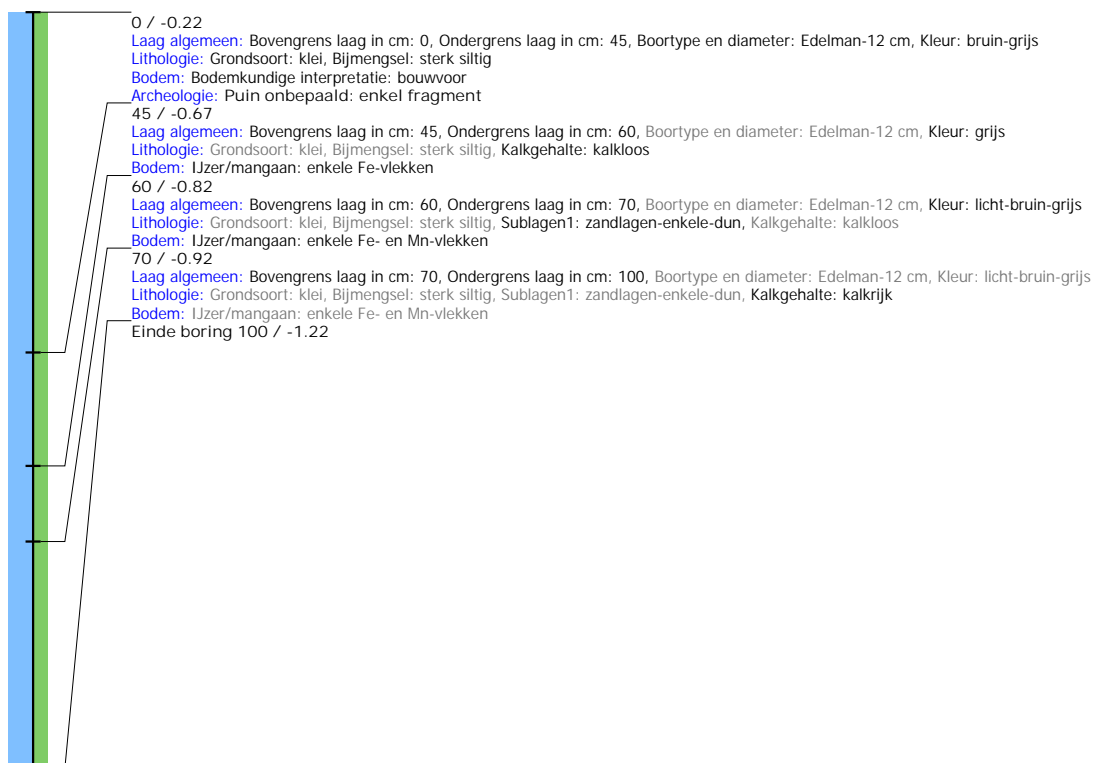 0 / -0.22
Laag algemeen: Bovengrens laag in cm: 0, Ondergrens laag in cm: 45, Boortype en diameter: Edelman-12 cm, Kleur: bruin-grijs
Lithologie: Grondsoort: klei, Bijmengsel: sterk siltig
Bodem: Bodemkundige interpretatie: bouwvoor
Archeologie: Puin onbepaald: enkel fragment
45 / -0.67
Laag algemeen: Bovengrens laag in cm: 45, Ondergrens laag in cm: 60, Boortype en diameter: Edelman-12 cm, Kleur: grijs
Lithologie: Grondsoort: klei, Bijmengsel: sterk siltig, Kalkgehalte: kalkloos
Bodem: IJzer/mangaan: enkele Fe-vlekken
60 / -0.82
Laag algemeen: Bovengrens laag in cm: 60, Ondergrens laag in cm: 70, Boortype en diameter: Edelman-12 cm, Kleur: licht-bruin-grijs
Lithologie: Grondsoort: klei, Bijmengsel: sterk siltig, Sublagen1: zandlagen-enkele-dun, Kalkgehalte: kalkloos
Bodem: IJzer/mangaan: enkele Fe- en Mn-vlekken
70 / -0.92
Laag algemeen: Bovengrens laag in cm: 70, Ondergrens laag in cm: 100, Boortype en diameter: Edelman-12 cm, Kleur: licht-bruin-grijs
Lithologie: Grondsoort: klei, Bijmengsel: sterk siltig, Sublagen1: zandlagen-enkele-dun, Kalkgehalte: kalkrijk
Bodem: IJzer/mangaan: enkele Fe- en Mn-vlekken
Einde boring 100 / -1.22